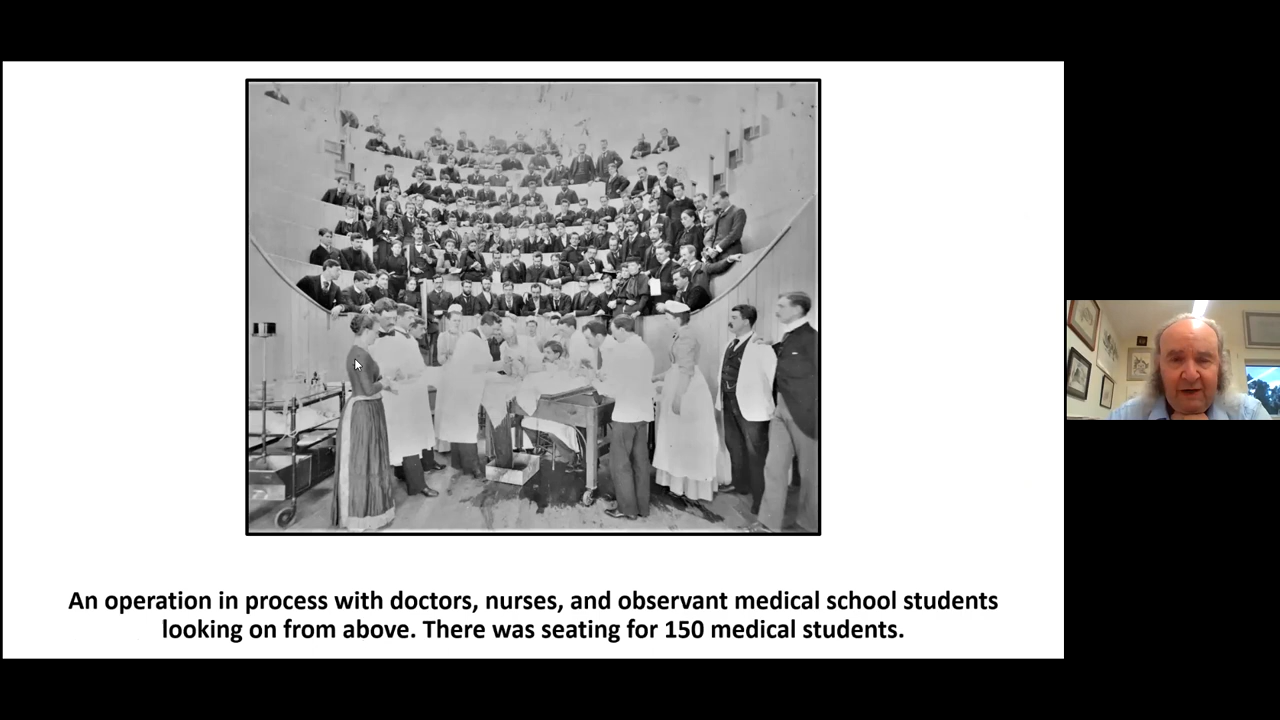 An operation in process with doctors, nurses, and observant medical school students
looking on from above. There was seating for 150 medical students.